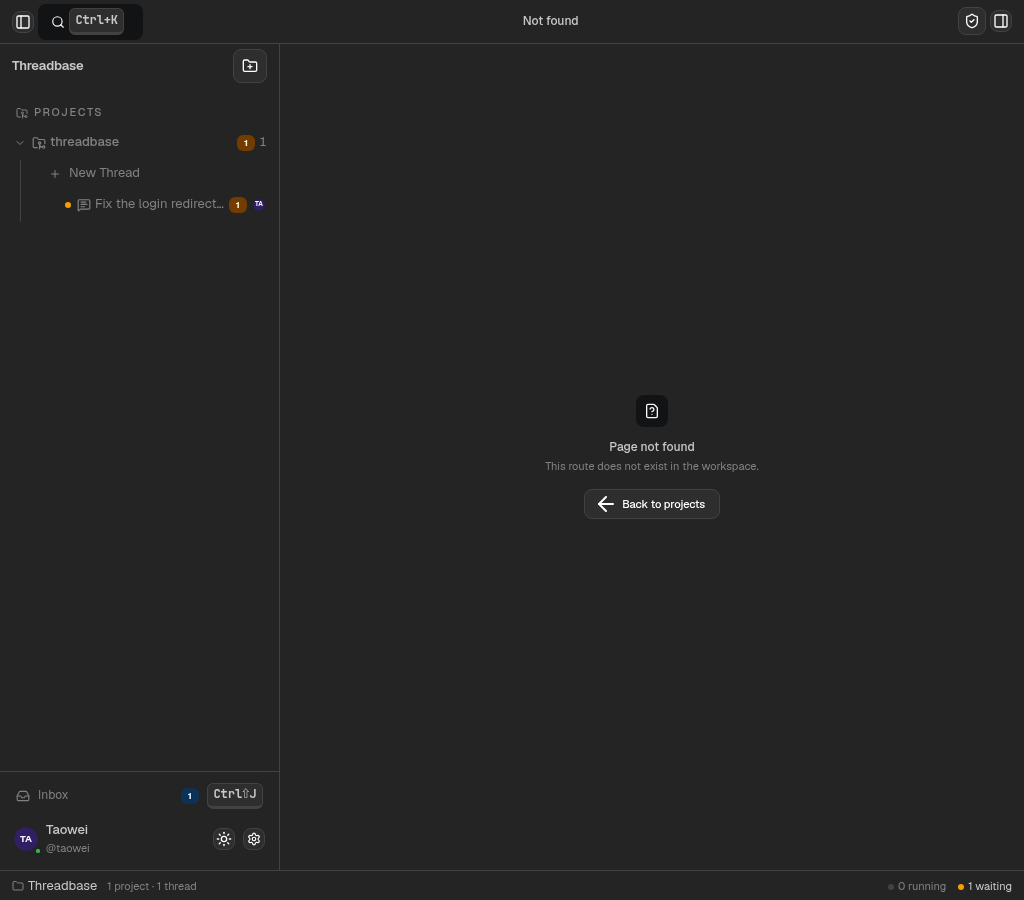 Ctrl+K
Not found
Threadbase
PROJECTS
threadbase 1 1
New Thread
Fix the login redirect... 1 TA
Page not found
This route does not exist in the workspace.
Back to projects
Inbox 1 Ctrl⇧J
TA Taowei
@taowei
Threadbase 1 project · 1 thread 0 running 1 waiting